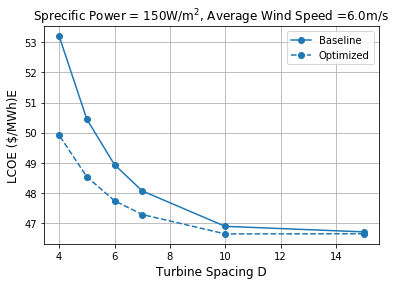 Sprecific Power = 150W/m², Average Wind Speed =6.0m/s
53
52
51
50
49
48
47
LCOE ($/MWh)E
Baseline
Optimized
4
6
8
10
12
14
Turbine Spacing D